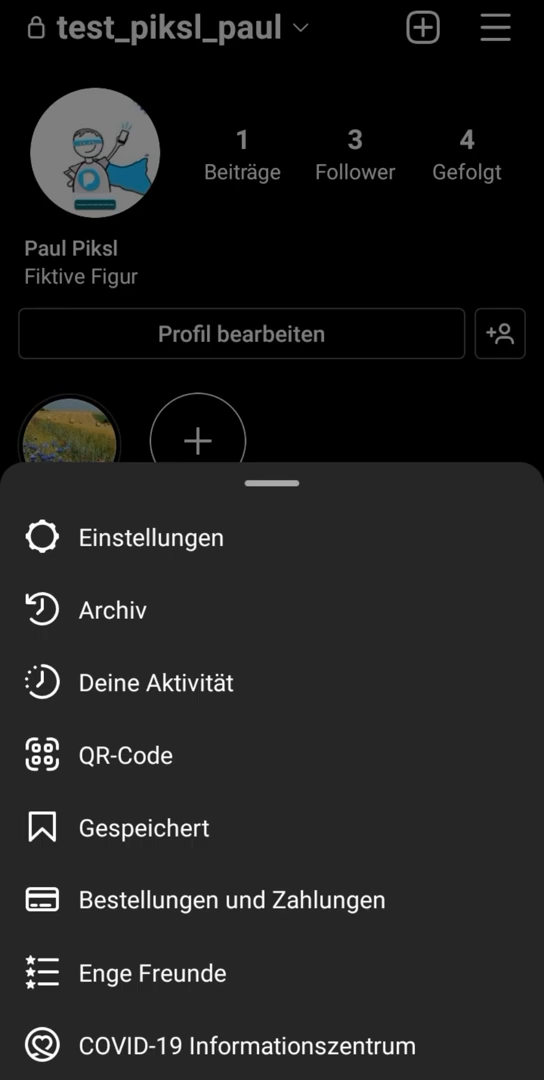 test_piksl_paul
1 3 4
Beiträge Follower Gefolgt
Paul Piksl
Fiktive Figur
Profil bearbeiten
Einstellungen
Archiv
Deine Aktivität
QR-Code
Gespeichert
Bestellungen und Zahlungen
Enge Freunde
COVID-19 Informationszentrum